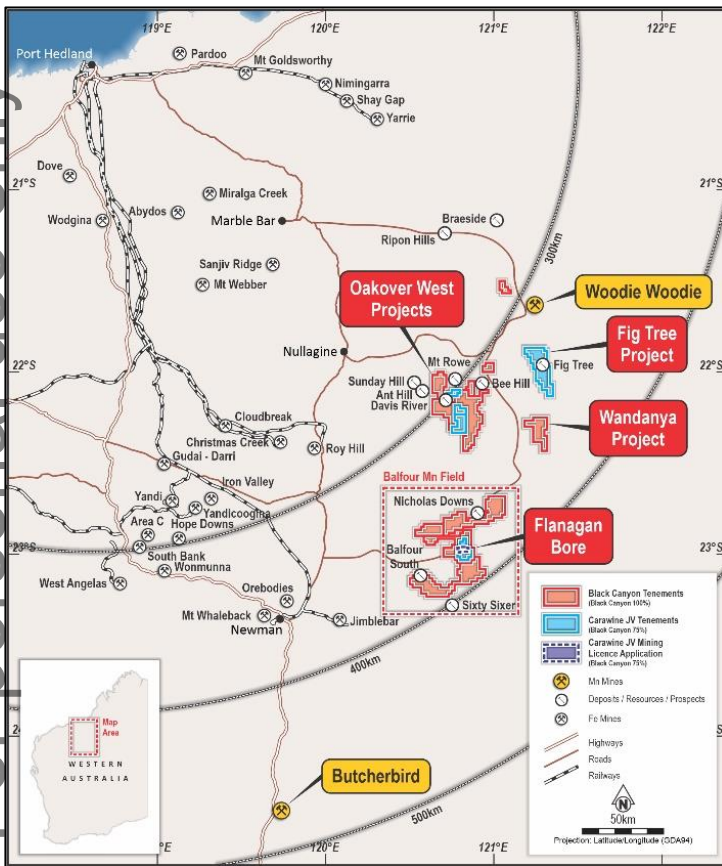 119°E
120°E
121°E
122°E
Port Hedland
Pardoo
Mt Goldsworthy
Nimingarra
Shay Gap
Yarrie
Dove
21°S
21°S
Miralga Creek
Abydos
Wodgina
Marble Bar
Braeside
Ripon Hills
300km
Sanjiv Ridge
Mt Webber
Oakover West
Projects
Woodie Woodie
Fig Tree
Project
Nullagine
22°S
22°S
Mt Rowe
Fig Tree
Sunday Hill
Bee Hill
Ant Hill
Davis River
Wandanya
Project
Cloudbreak
Christmas Creek
Roy Hill
Gudai - Darri
Balfour Mn Field
Iron Valley
Yandi
Yandicoogina
Nicholas Downs
Area C
Hope Downs
Flanagan
Bore
23°S
South Bank
Balfour
South
West Angelas
Wonmunna
Orebodies
Sixty Sixer
Mt Whaleback
Jimblebar
Newman
400km
24°S
Butcherbird
500km
Map
Area
WESTERN
AUSTRALIA
Black Canyon Tenements
(Black Canyon 100%)
Carawine JV Tenements
(Black Canyon 75%)
Carawine JV Mining
Licence Application
(Black Canyon 75%)
Mn Mines
Deposits / Resources / Prospects
Fe Mines
Highways
Roads
Railways
N
50km
Projection: Latitude/Longitude (GDA94)
119°E
120°E
121°E